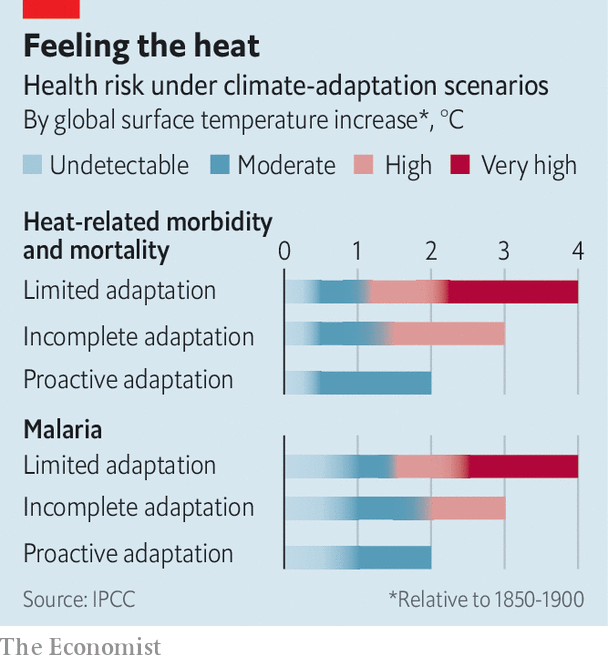 Feeling the heat
Health risk under climate-adaptation scenarios
By global surface temperature increase*, °C
Undetectable Moderate High Very high
Heat-related morbidity
and mortality
0 1 2 3 4
Limited adaptation
Incomplete adaptation
Proactive adaptation
Malaria
Limited adaptation
Incomplete adaptation
Proactive adaptation
Source: IPCC *Relative to 1850-1900
The Economist